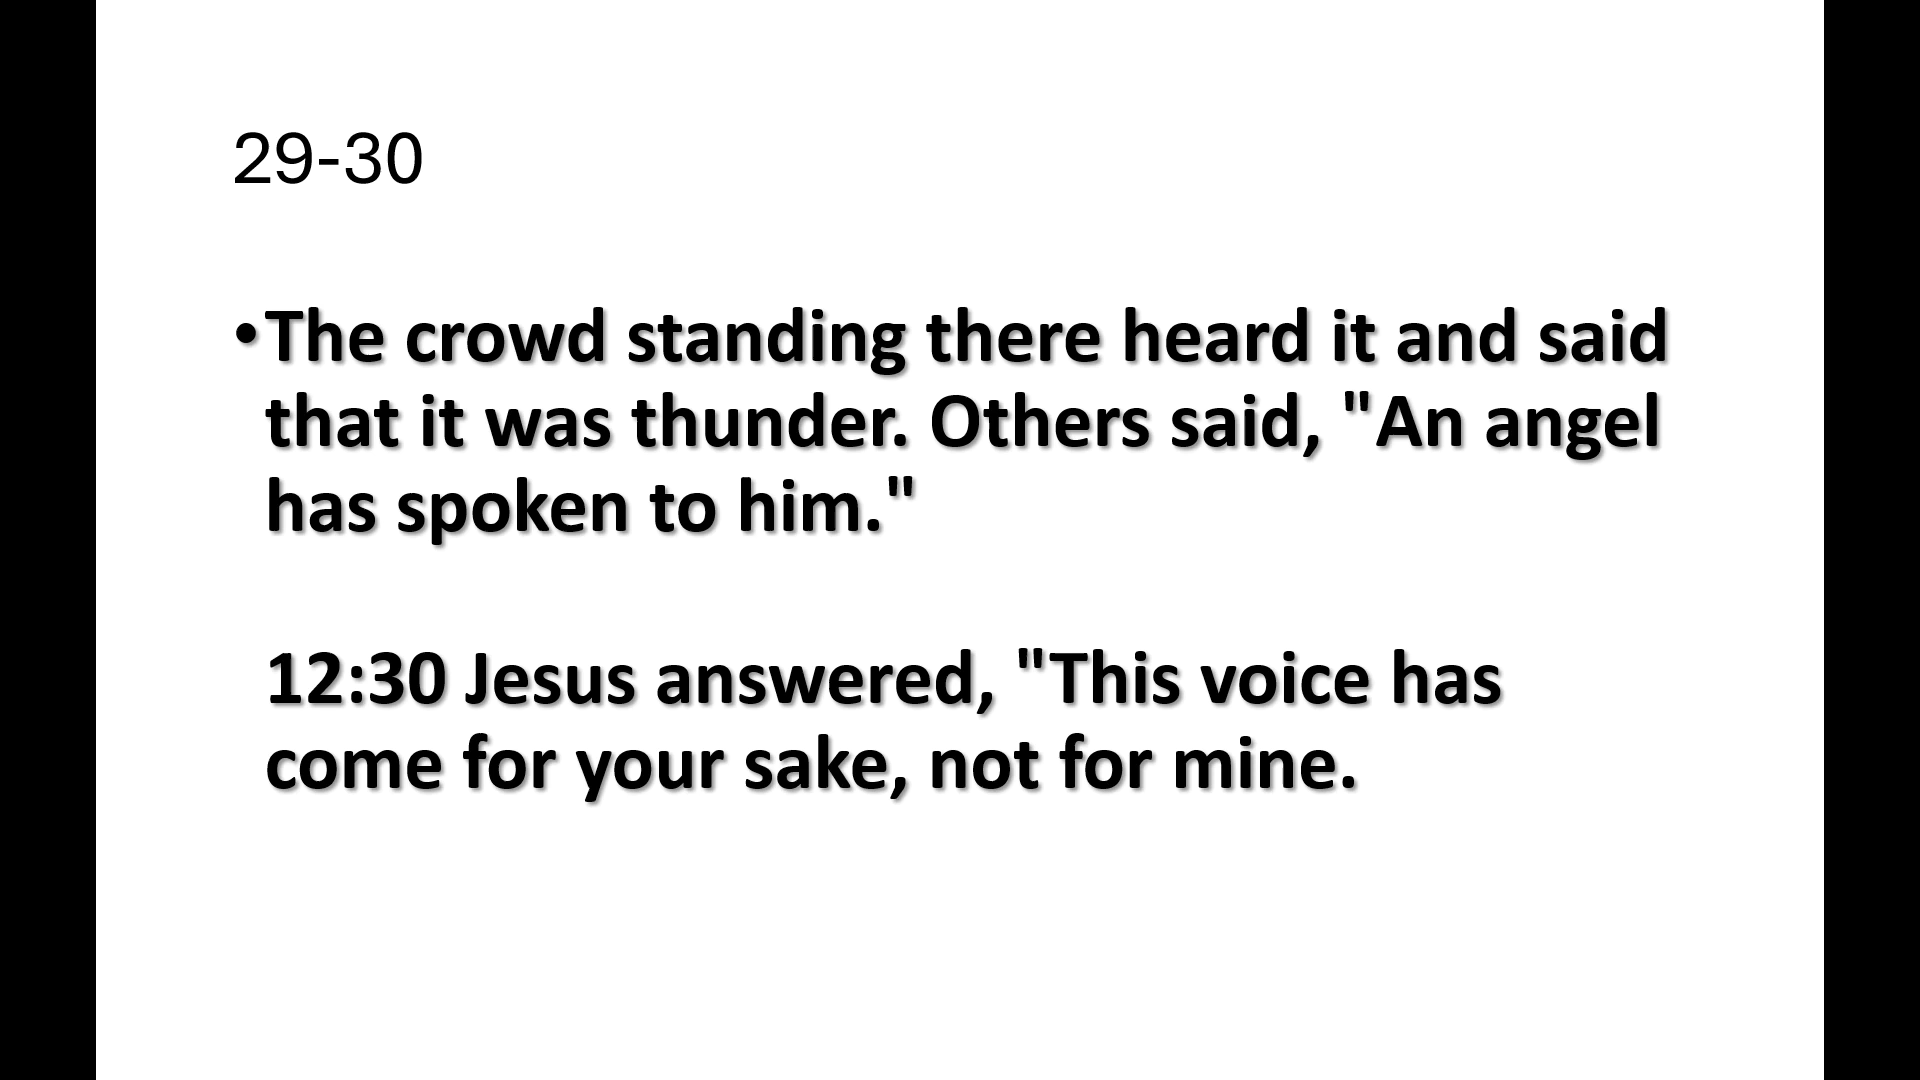 29-30
•The crowd standing there heard it and said
that it was thunder. Others said, "An angel
has spoken to him."
12:30 Jesus answered, "This voice has
come for your sake, not for mine.